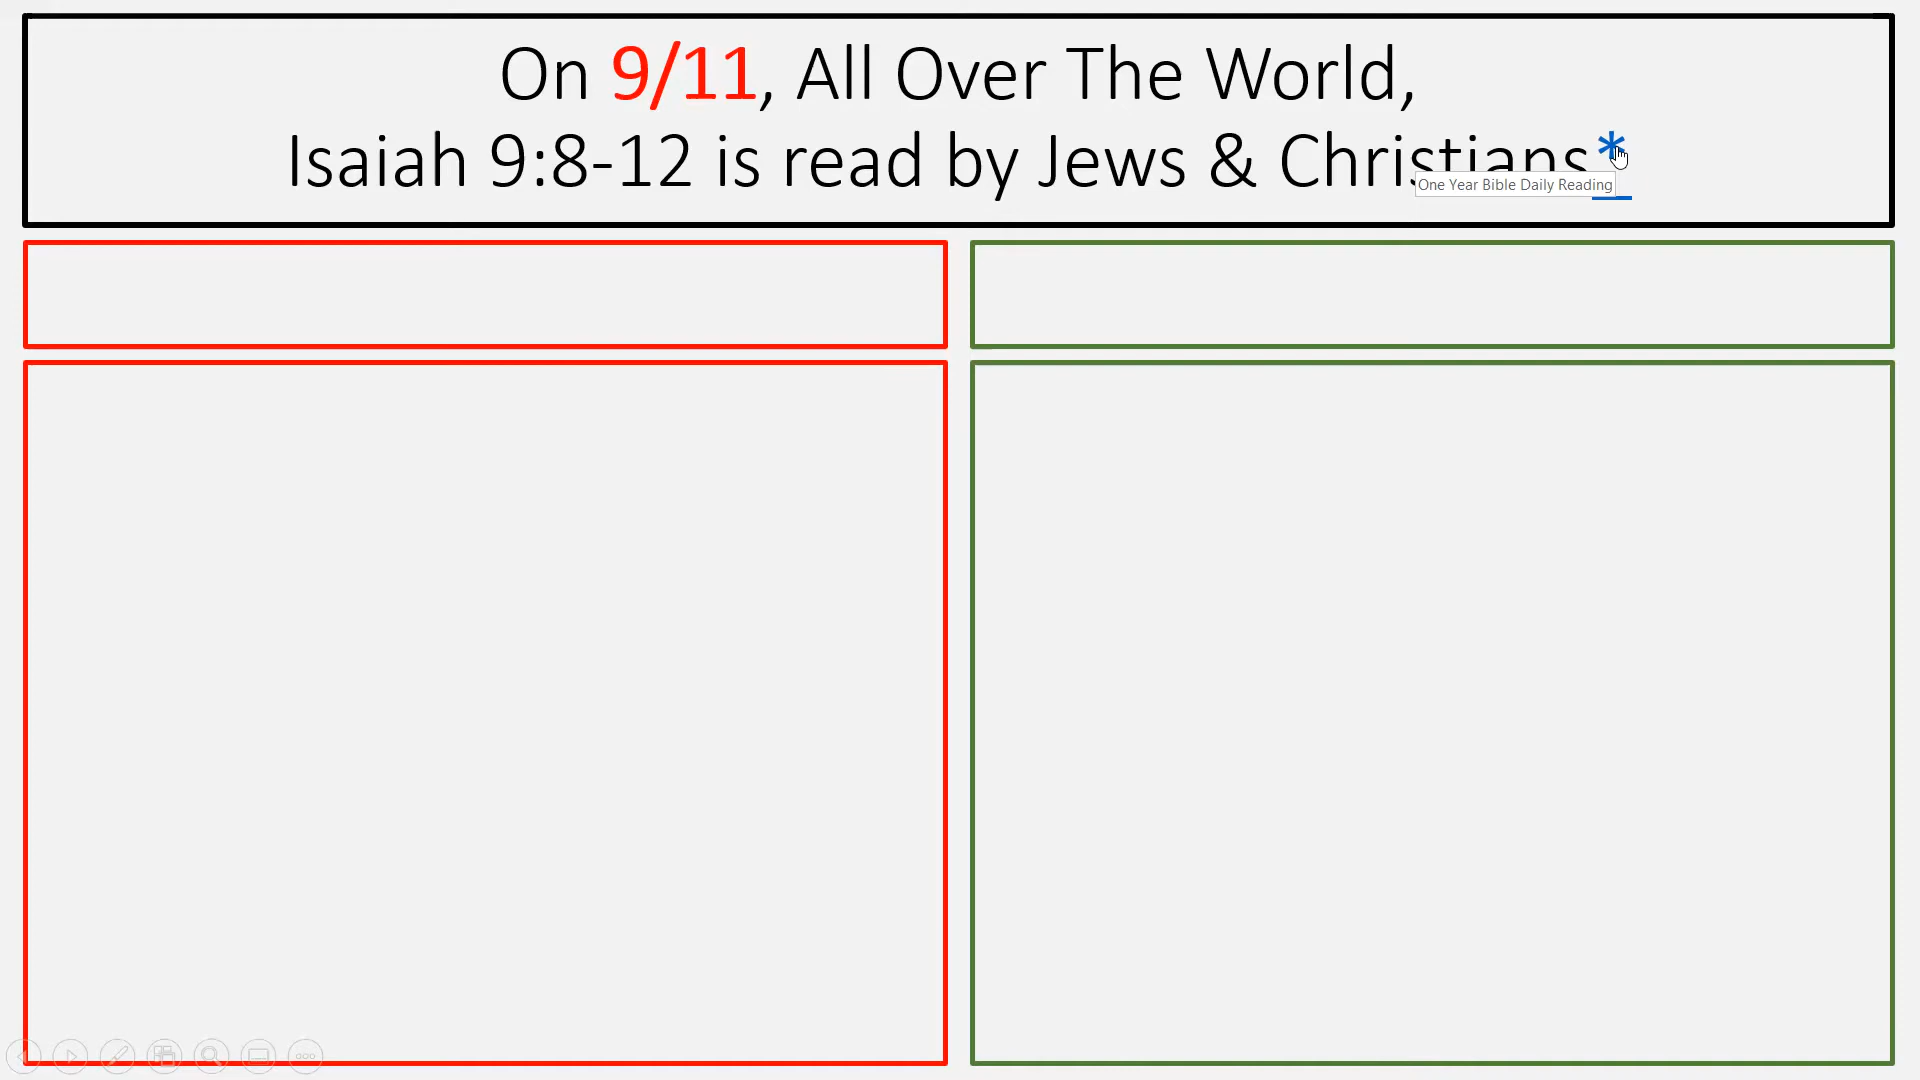 On 9/11, All Over The World,
Isaiah 9:8-12 is read by Jews & Christians*
One Year Bible Daily Reading